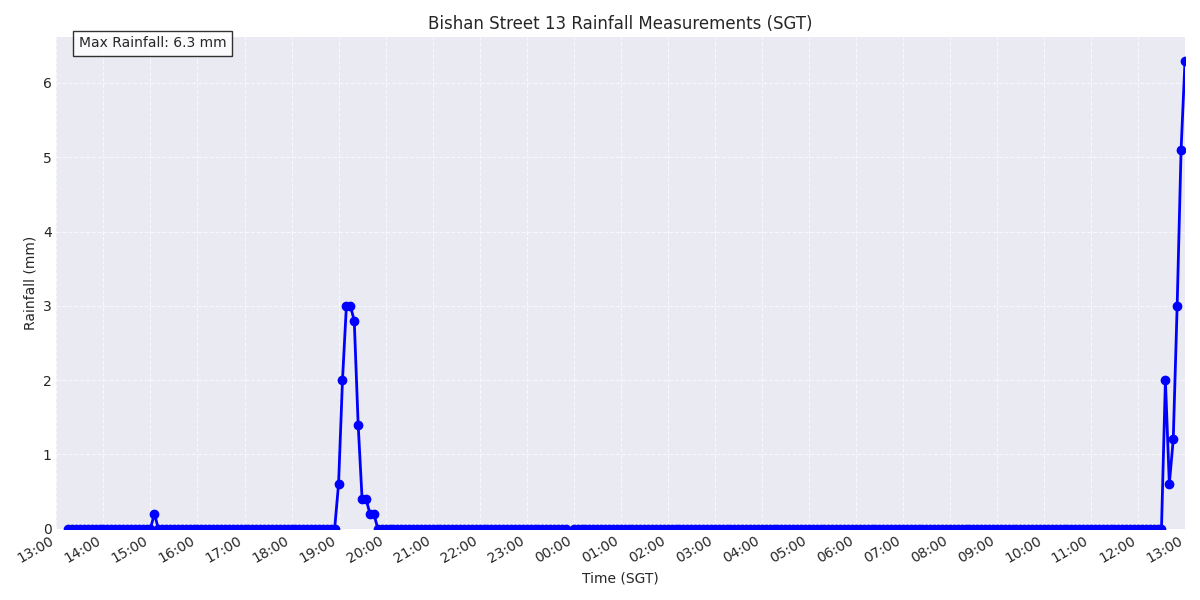 Bishan Street 13 Rainfall Measurements (SGT)
Max Rainfall: 6.3 mm
6
5
4
3
2
1
0
Rainfall (mm)
13:00 14:00 15:00 16:00 17:00 18:00 19:00 20:00 21:00 22:00 23:00 00:00 01:00 02:00 03:00 04:00 05:00 06:00 07:00 08:00 09:00 10:00 11:00 12:00 13:00
Time (SGT)